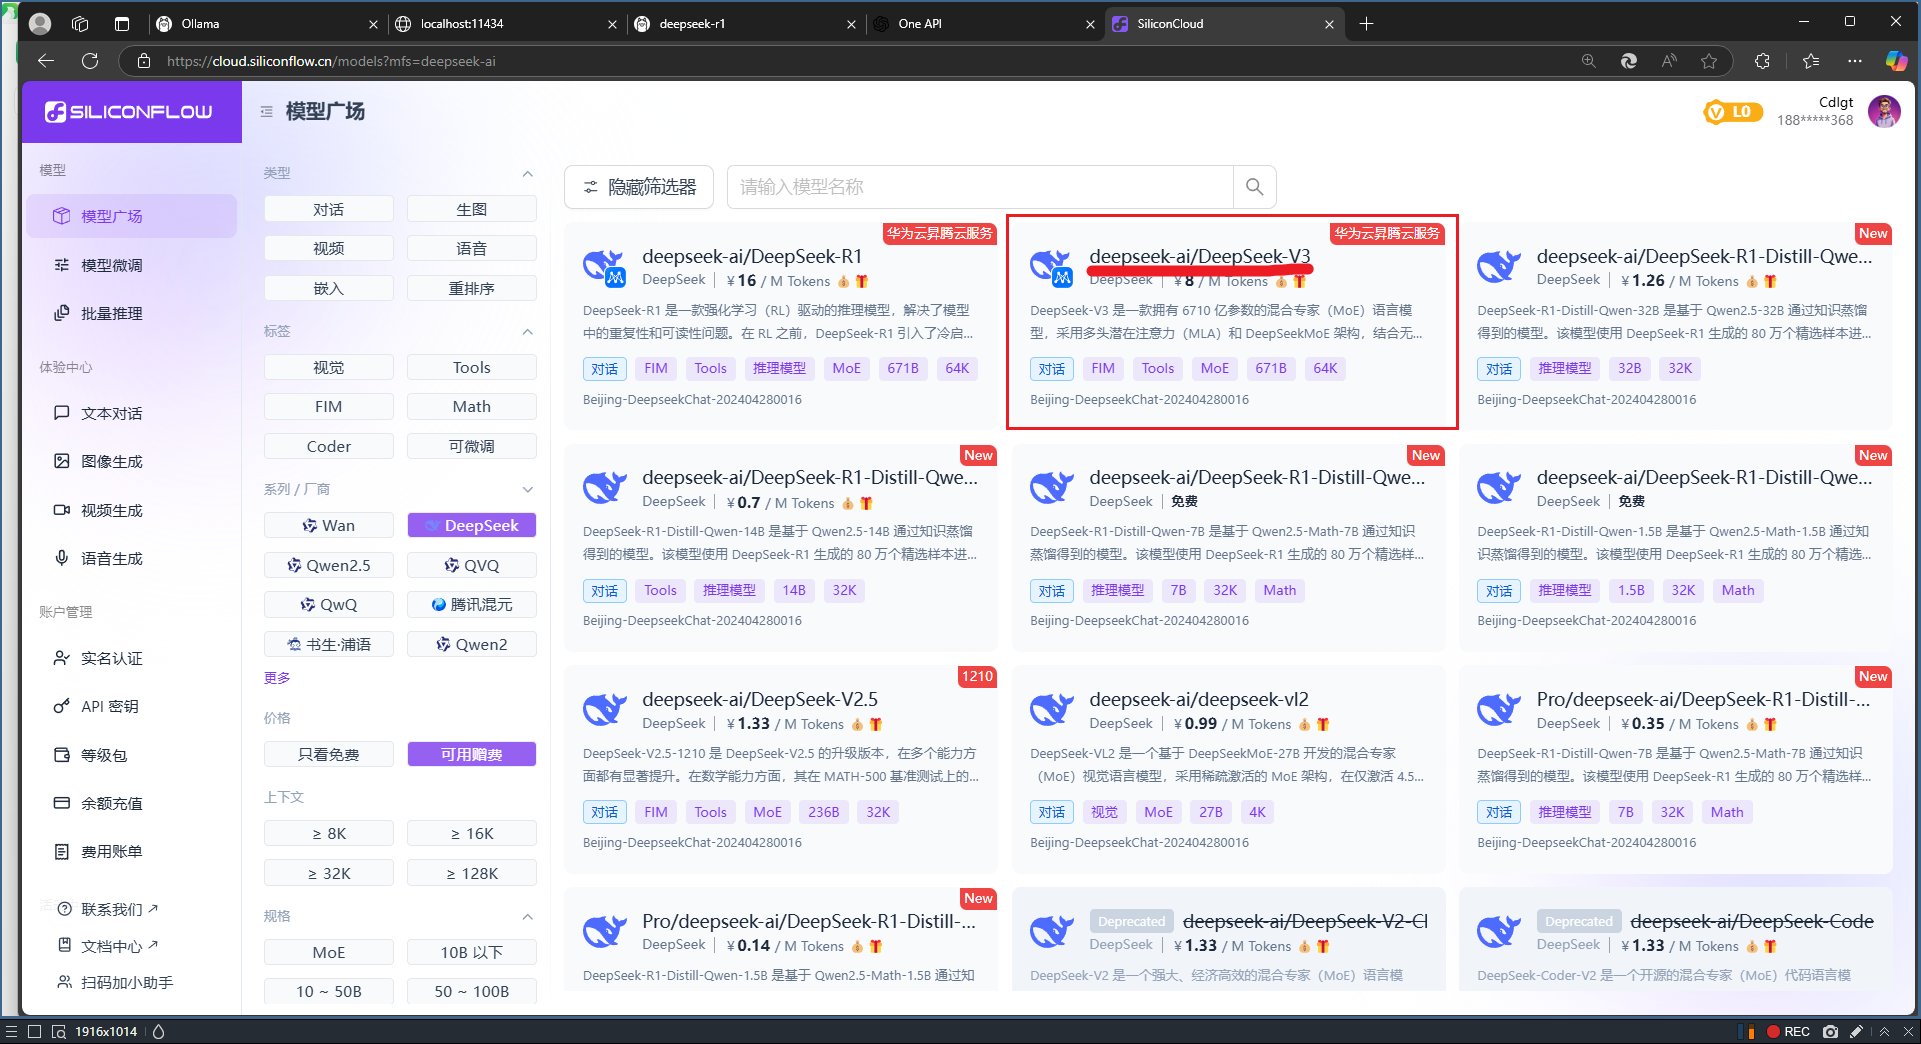 Ollama
localhost:11434
deepseek-r1
One API
SiliconCloud
https://cloud.siliconflow.cn/models?mfs=deepseek-ai
SILICONFLOW
模型广场
L0
Cdlgt
188*****368
模型
模型广场
模型微调
批量推理
体验中心
文本对话
图像生成
视频生成
语音生成
账户管理
实名认证
API 密钥
等级包
余额充值
费用账单
联系我们
文档中心
扫码加小助手
类型
对话
生图
视频
语音
嵌入
重排序
标签
视觉
Tools
FIM
Math
Coder
可微调
系列 / 厂商
Wan
DeepSeek
Qwen2.5
QVQ
QwQ
腾讯混元
书生·浦语
Qwen2
更多
价格
只看免费
可用赠费
上下文
≥ 8K
≥ 16K
≥ 32K
≥ 128K
规格
MoE
10B 以下
10 ~ 50B
50 ~ 100B
隐藏筛选器
请输入模型名称
华为云昇腾云服务
deepseek-ai/DeepSeek-R1
DeepSeek | ¥ 16 / M Tokens
DeepSeek-R1 是一款强化学习（RL）驱动的推理模型，解决了模型
中的重复性和可读性问题。在 RL 之前，DeepSeek-R1 引入了冷启...
对话 FIM Tools 推理模型 MoE 671B 64K
Beijing-DeepseekChat-202404280016
华为云昇腾云服务
deepseek-ai/DeepSeek-V3
DeepSeek | ¥ 8 / M Tokens
DeepSeek-V3 是一款拥有 6710 亿参数的混合专家（MoE）语言模
型，采用多头潜在注意力（MLA）和 DeepSeekMoE 架构，结合无...
对话 FIM Tools MoE 671B 64K
Beijing-DeepseekChat-202404280016
New
deepseek-ai/DeepSeek-R1-Distill-Qwe...
DeepSeek | ¥ 1.26 / M Tokens
DeepSeek-R1-Distill-Qwen-32B 是基于 Qwen2.5-32B 通过知识蒸馏
得到的模型。该模型使用 DeepSeek-R1 生成的 80 万个精选样本进...
对话 推理模型 32B 32K
Beijing-DeepseekChat-202404280016
New
deepseek-ai/DeepSeek-R1-Distill-Qwe...
DeepSeek | ¥ 0.7 / M Tokens
DeepSeek-R1-Distill-Qwen-14B 是基于 Qwen2.5-14B 通过知识蒸馏
得到的模型。该模型使用 DeepSeek-R1 生成的 80 万个精选样本进...
对话 Tools 推理模型 14B 32K
Beijing-DeepseekChat-202404280016
New
deepseek-ai/DeepSeek-R1-Distill-Qwe...
DeepSeek | 免费
DeepSeek-R1-Distill-Qwen-7B 是基于 Qwen2.5-Math-7B 通过知识
蒸馏得到的模型。该模型使用 DeepSeek-R1 生成的 80 万个精选样...
对话 推理模型 7B 32K Math
Beijing-DeepseekChat-202404280016
New
deepseek-ai/DeepSeek-R1-Distill-Qwe...
DeepSeek | 免费
DeepSeek-R1-Distill-Qwen-1.5B 是基于 Qwen2.5-Math-1.5B 通过知
识蒸馏得到的模型。该模型使用 DeepSeek-R1 生成的 80 万个精选...
对话 推理模型 1.5B 32K Math
Beijing-DeepseekChat-202404280016
1210
deepseek-ai/DeepSeek-V2.5
DeepSeek | ¥ 1.33 / M Tokens
DeepSeek-V2.5-1210 是 DeepSeek-V2.5 的升级版本，在多个能力方
面都有显著提升。在数学能力方面，其在 MATH-500 基准测试上的...
对话 FIM Tools MoE 236B 32K
Beijing-DeepseekChat-202404280016
deepseek-ai/deepseek-vl2
DeepSeek | ¥ 0.99 / M Tokens
DeepSeek-VL2 是一个基于 DeepSeekMoE-27B 开发的混合专家
（MoE）视觉语言模型，采用稀疏激活的 MoE 架构，在仅激活 4.5...
对话 视觉 MoE 27B 4K
Beijing-DeepseekChat-202404280016
New
Pro/deepseek-ai/DeepSeek-R1-Distill-...
DeepSeek | ¥ 0.35 / M Tokens
DeepSeek-R1-Distill-Qwen-7B 是基于 Qwen2.5-Math-7B 通过知识
蒸馏得到的模型。该模型使用 DeepSeek-R1 生成的 80 万个精选样...
对话 推理模型 7B 32K Math
Beijing-DeepseekChat-202404280016
New
Pro/deepseek-ai/DeepSeek-R1-Distill-...
DeepSeek | ¥ 0.14 / M Tokens
DeepSeek-R1-Distill-Qwen-1.5B 是基于 Qwen2.5-Math-1.5B 通过知
Deprecated deepseek-ai/DeepSeek-V2-Cl
DeepSeek | ¥ 1.33 / M Tokens
DeepSeek-V2 是一个强大、经济高效的混合专家（MoE）语言模
Deprecated deepseek-ai/DeepSeek-Code
DeepSeek | ¥ 1.33 / M Tokens
DeepSeek-Coder-V2 是一个开源的混合专家（MoE）代码语言模
1916x1014
REC